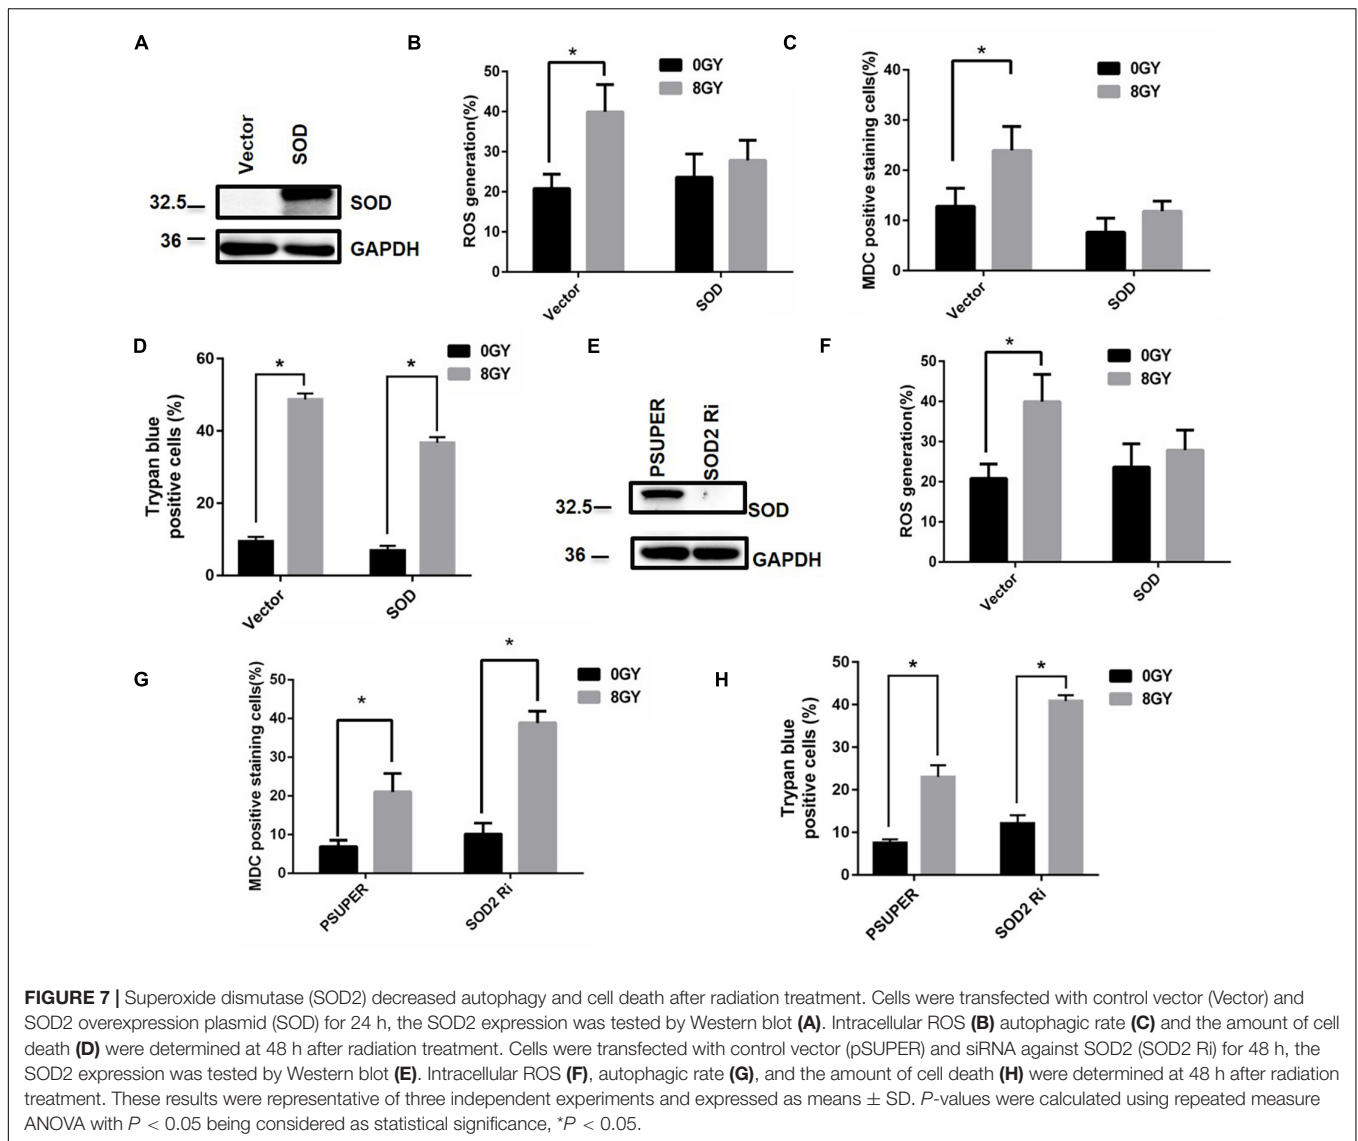 A
Vector
SOD
32.5
SOD
36
GAPDH
B
*
0GY
8GY
ROS generation(%)
50
40
30
20
10
0
Vector
SOD
C
*
0GY
8GY
MDC positive staining cells(%)
40
30
20
10
0
Vector
SOD
D
*
*
0GY
8GY
Trypan blue
positive cells (%)
60
40
20
0
Vector
SOD
E
PSUPER
SOD2 Ri
32.5
SOD
36
GAPDH
F
*
0GY
8GY
ROS generation(%)
50
40
30
20
10
0
Vector
SOD
G
*
*
0GY
8GY
MDC positive staining cells(%)
50
40
30
20
10
0
PSUPER
SOD2 Ri
H
*
*
0GY
8GY
Trypan blue
positive cells (%)
50
40
30
20
10
0
PSUPER
SOD2 Ri
FIGURE 7 | Superoxide dismutase (SOD2) decreased autophagy and cell death after radiation treatment. Cells were transfected with control vector (Vector) and
SOD2 overexpression plasmid (SOD) for 24 h, the SOD2 expression was tested by Western blot (A). Intracellular ROS (B) autophagic rate (C) and the amount of cell
death (D) were determined at 48 h after radiation treatment. Cells were transfected with control vector (pSUPER) and siRNA against SOD2 (SOD2 Ri) for 48 h, the
SOD2 expression was tested by Western blot (E). Intracellular ROS (F), autophagic rate (G), and the amount of cell death (H) were determined at 48 h after radiation
treatment. These results were representative of three independent experiments and expressed as means ± SD. P-values were calculated using repeated measure
ANOVA with P < 0.05 being considered as statistical significance, *P < 0.05.